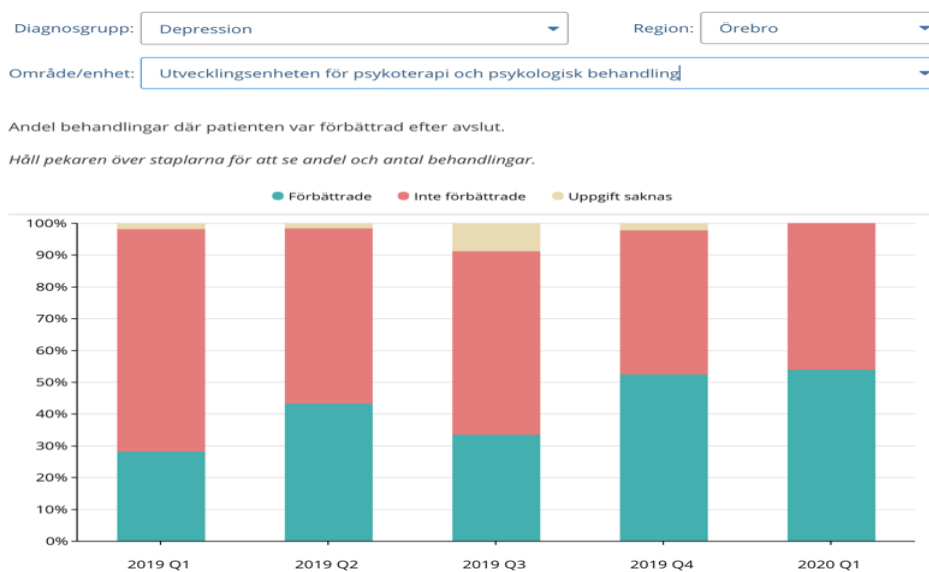 Diagnosgrupp: Depression Region: Örebro
Område/enhet: Utvecklingsenheten för psykoterapi och psykologisk behandling
Andel behandlingar där patienten var förbättrad efter avslut.
Håll pekaren över staplarna för att se andel och antal behandlingar.
Förbättrade Inte förbättrade Uppgift saknas
100%
90%
80%
70%
60%
50%
40%
30%
20%
10%
0%
2019 Q1 2019 Q2 2019 Q3 2019 Q4 2020 Q1